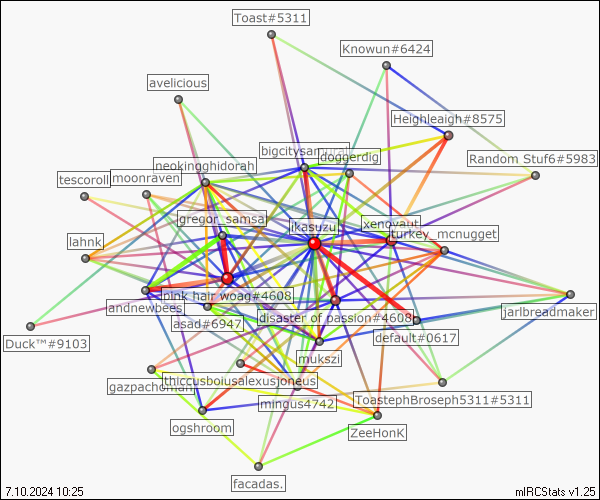 Toast#5311
Knowun#6424
avelicious
Heighleaigh#8575
bigcitysamurai
doggerdig
Random Stuf6#5983
neokingghidorah
tescoroll
moonraven
gregor_samsa
ikasuzu
xenoyaut
turkey_mcnugget
lahnk
pink hair woag#4608
andnewbees
disaster of passion#4608
jarlbreadmaker
asad#6947
default#0617
Duck™#9103
mukszi
thiccusboiusalexusjoneus
gazpachoman
ToastephBroseph5311#5311
mingus4742
ogshroom
ZeeHonK
facadas.
7.10.2024 10:25
mIRCStats v1.25